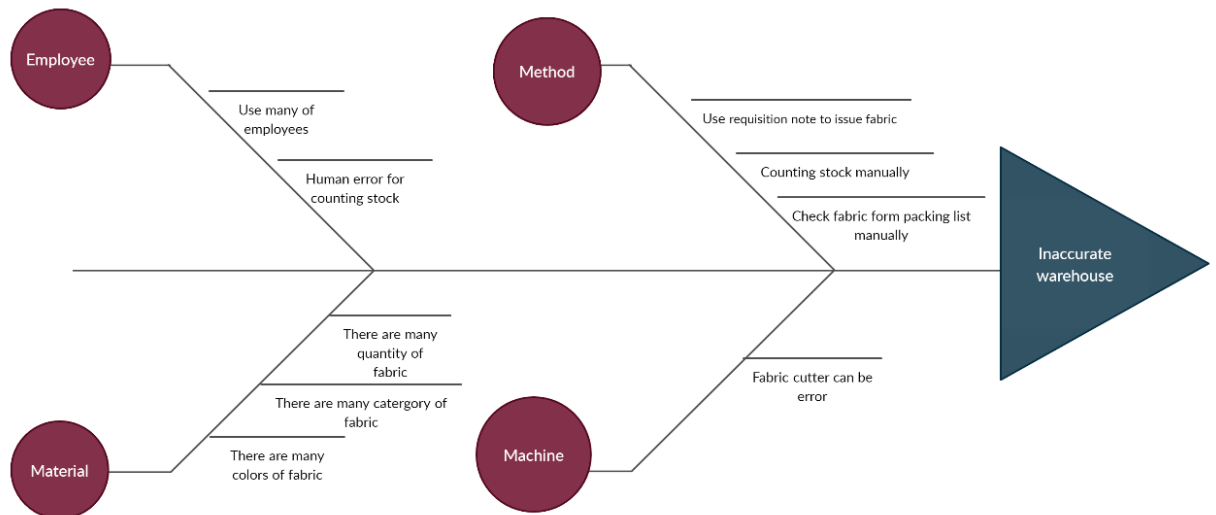 Employee
Use many of
employees
Human error for
counting stock
Method
Use requisition note to issue fabric
Counting stock manually
Check fabric form packing list
manually
Inaccurate
warehouse
There are many
quantity of
fabric
There are many catergory of
fabric
There are many
colors of fabric
Material
Fabric cutter can be
error
Machine